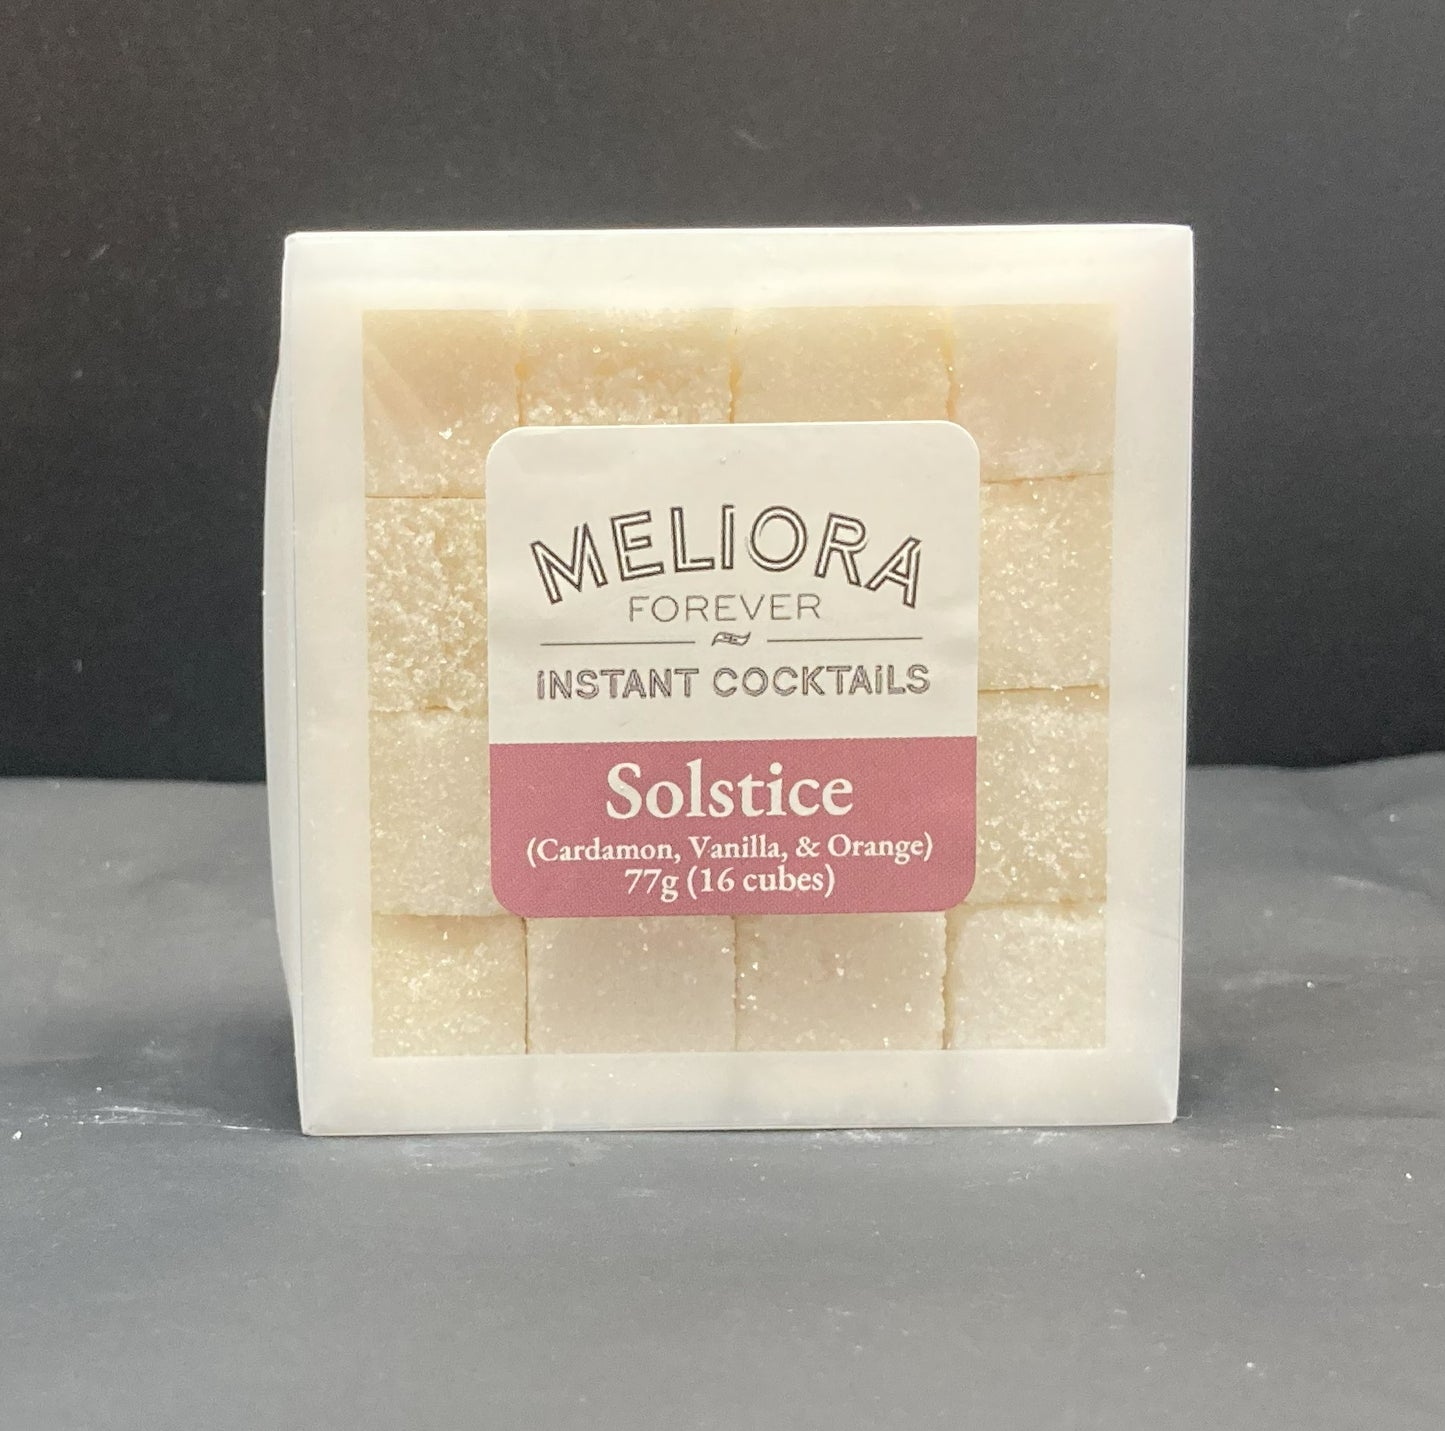 MELIORA
FOREVER
INSTANT COCKTAILS
Solstice
(Cardamon, Vanilla, & Orange)
77g (16 cubes)